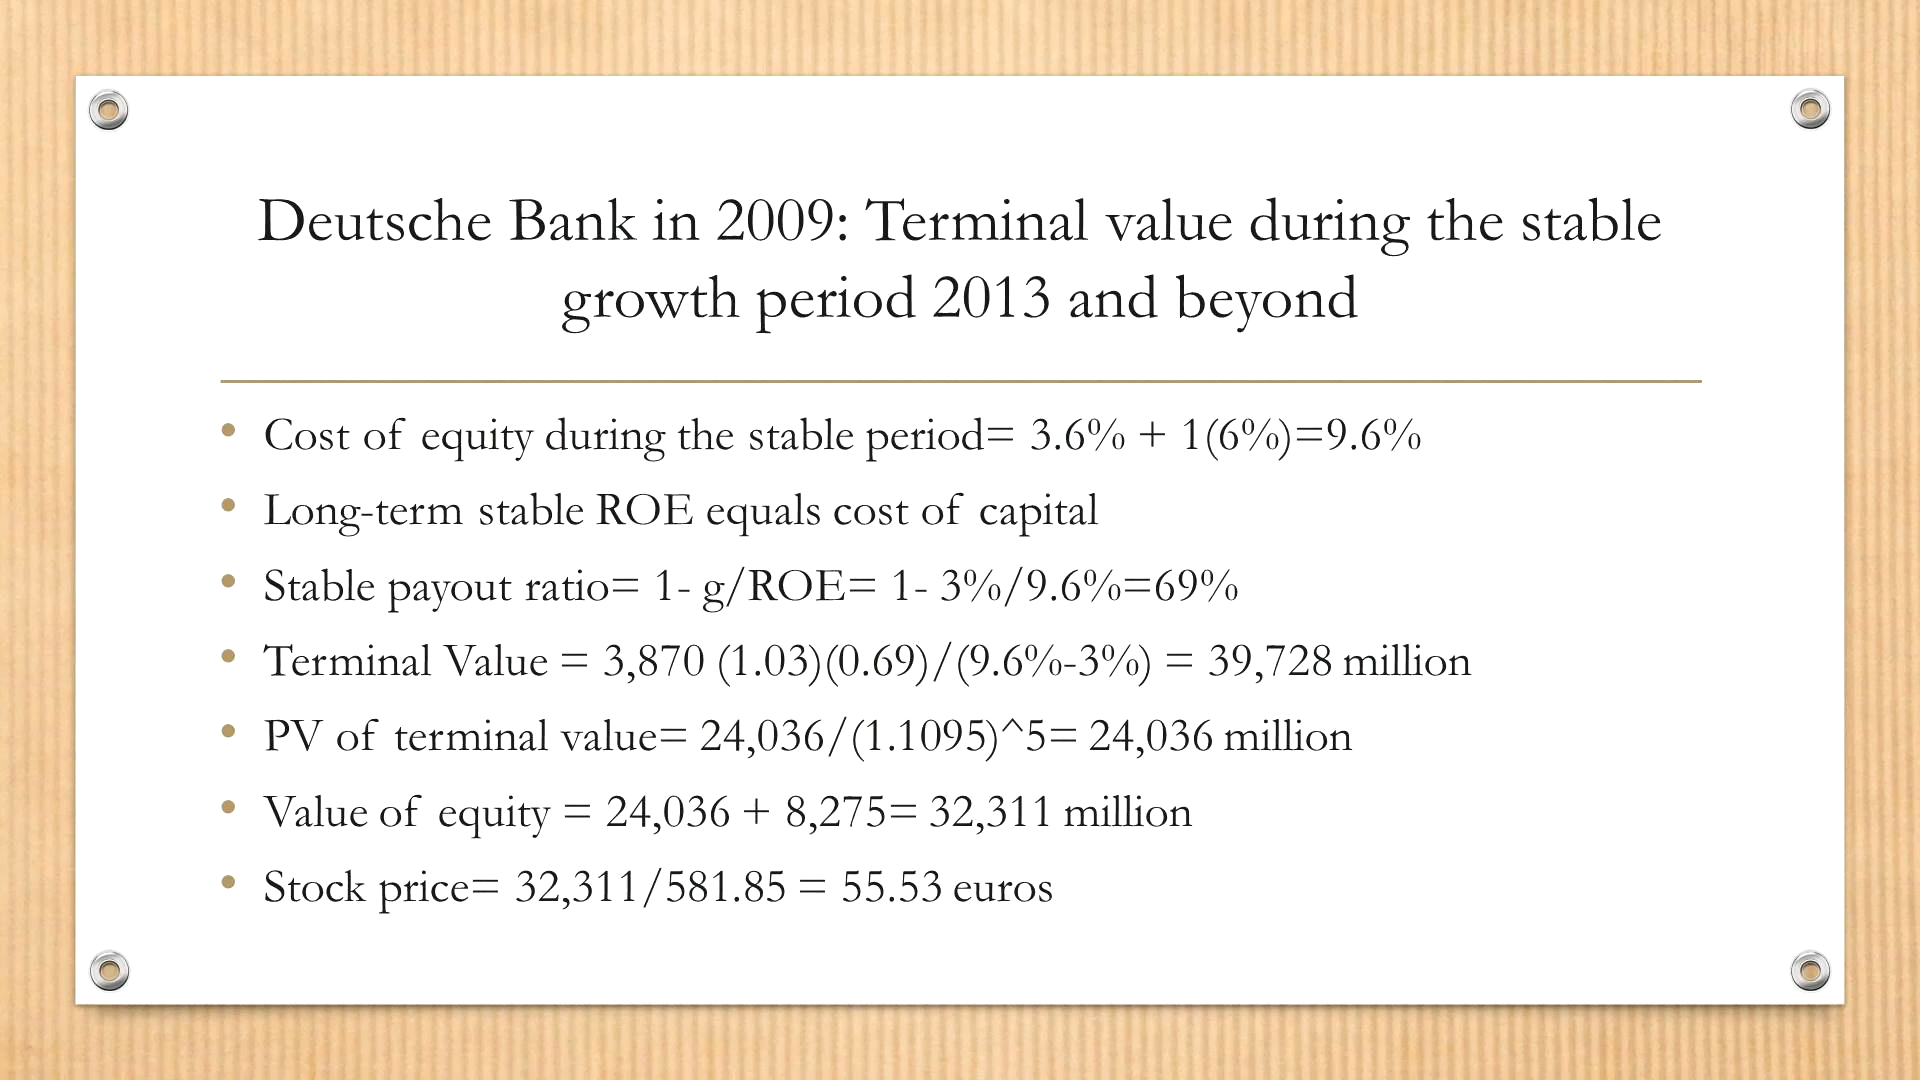 Deutsche Bank in 2009: Terminal value during the stable
growth period 2013 and beyond
• Cost of equity during the stable period= 3.6% + 1(6%)=9.6%
• Long-term stable ROE equals cost of capital
• Stable payout ratio= 1- g/ROE= 1- 3%/9.6%=69%
• Terminal Value = 3,870 (1.03)(0.69)/(9.6%-3%) = 39,728 million
• PV of terminal value= 24,036/(1.1095)^5= 24,036 million
• Value of equity = 24,036 + 8,275= 32,311 million
• Stock price= 32,311/581.85 = 55.53 euros